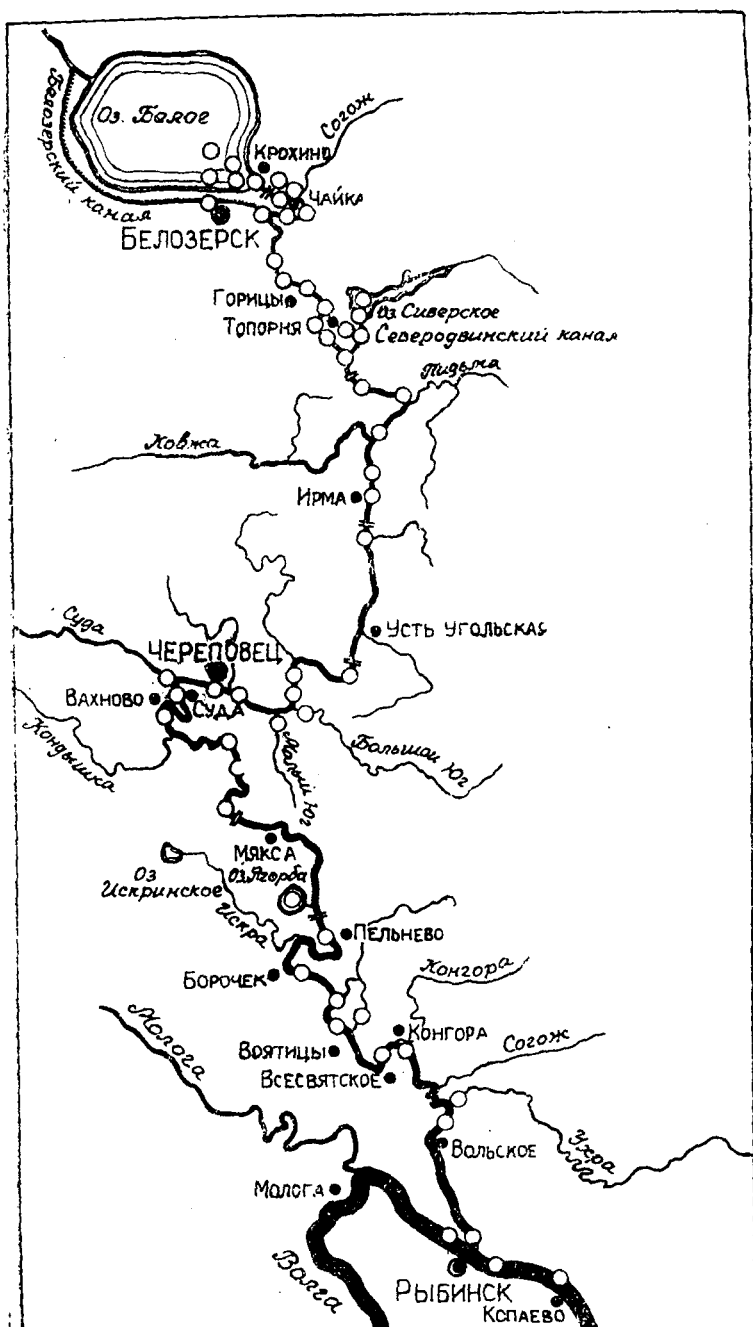 Оз. Белое
Белозерский канал
Согож
КРОХИНО
ЧАЙКА
БЕЛОЗЕРСК
ГОРИЦЫ
Оз. Сиверское
ТОПОРНЯ
Северодвинский канал
Пидьма
Ковжа
ИРМА
УСТЬ УГОЛЬСКАЯ
Суда
ЧЕРЕПОВЕЦ
ВАХНОВО
СУДА
Кондышка
Малый Юг
Большой Юг
МЯКСА
Оз. Ягорба
Оз
Искринское
Искра
ПЕЛЬНЕВО
БОРОЧЕК
Конгора
Молога
КОНГОРА
ВОЯТИЦЫ
Согож
ВСЕСВЯТСКОЕ
ВОЛЬСКОЕ
Ухра
МОЛОГА
Волга
РЫБИНСК
КОПАЕВО